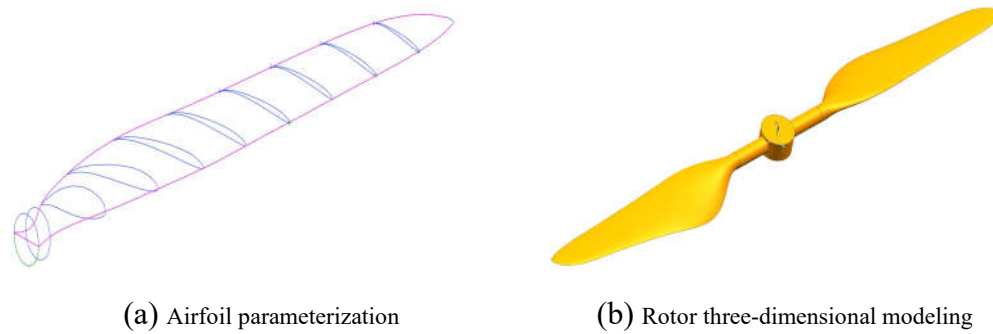 (a) Airfoil parameterization
(b) Rotor three-dimensional modeling